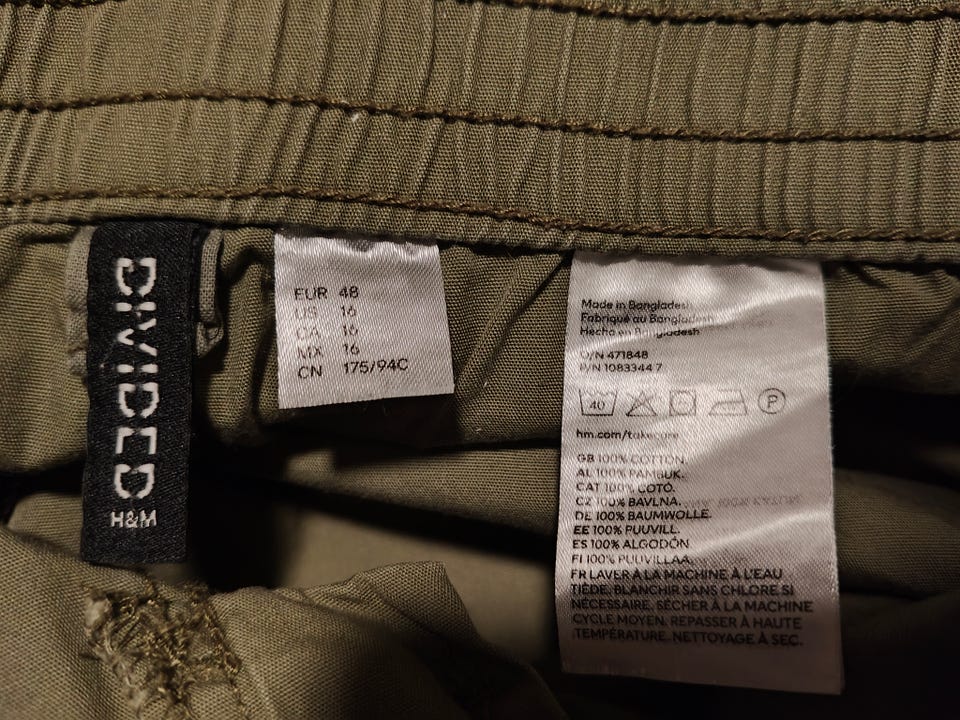 DIVIDED
H&M
EUR 48
US 16
CA 16
MX 16
CN 175/94C
Made in Bangladesh
Fabriqué au Bangladesh
Hecho en Bangladesh
O/N 471848
P/N 1083344 7
40
P
hm.com/takecare
GB 100% COTTON.
AL 100% PAMBUK.
CAT 100% COTÓ.
CZ 100% BAVLNA.
DE 100% BAUMWOLLE.
EE 100% PUUVILL.
ES 100% ALGODÓN
FI 100% PUUVILLAA.
FR LAVER À LA MACHINE À L'EAU
TIÈDE. BLANCHIR SANS CHLORE SI
NÉCESSAIRE. SÉCHER À LA MACHINE
CYCLE MOYEN. REPASSER À HAUTE
TEMPÉRATURE. NETTOYAGE À SEC.